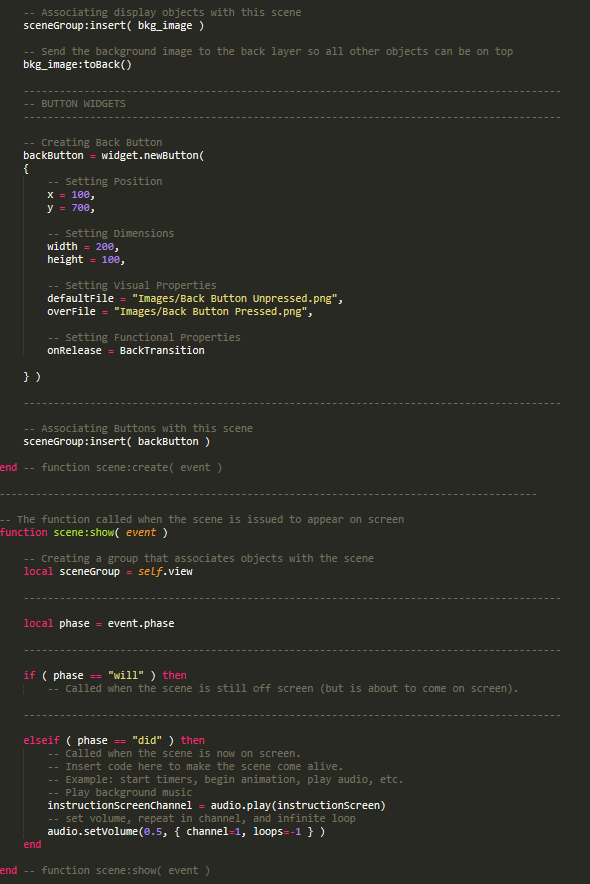 -- Associating display objects with this scene
sceneGroup:insert( bkg_image )
-- Send the background image to the back layer so all other objects can be on top
bkg_image:toBack()
-----------------------------------------------------------------------------------------
-- BUTTON WIDGETS
-----------------------------------------------------------------------------------------
-- Creating Back Button
backButton = widget.newButton(
{
-- Setting Position
x = 100,
y = 700,
-- Setting Dimensions
width = 200,
height = 100,
-- Setting Visual Properties
defaultFile = "Images/Back Button Unpressed.png",
overFile = "Images/Back Button Pressed.png",
-- Setting Functional Properties
onRelease = BackTransition
} )
-----------------------------------------------------------------------------------------
-- Associating Buttons with this scene
sceneGroup:insert( backButton )
end -- function scene:create( event )
-----------------------------------------------------------------------------------------
-- The function called when the scene is issued to appear on screen
function scene:show( event )
-- Creating a group that associates objects with the scene
local sceneGroup = self.view
-----------------------------------------------------------------------------------------
local phase = event.phase
-----------------------------------------------------------------------------------------
if ( phase == "will" ) then
-- Called when the scene is still off screen (but is about to come on screen).
-----------------------------------------------------------------------------------------
elseif ( phase == "did" ) then
-- Called when the scene is now on screen.
-- Insert code here to make the scene come alive.
-- Example: start timers, begin animation, play audio, etc.
-- Play background music
instructionScreenChannel = audio.play(instructionScreen)
-- set volume, repeat in channel, and infinite loop
audio.setVolume(0.5, { channel=1, loops=-1 } )
end
end -- function scene:show( event )